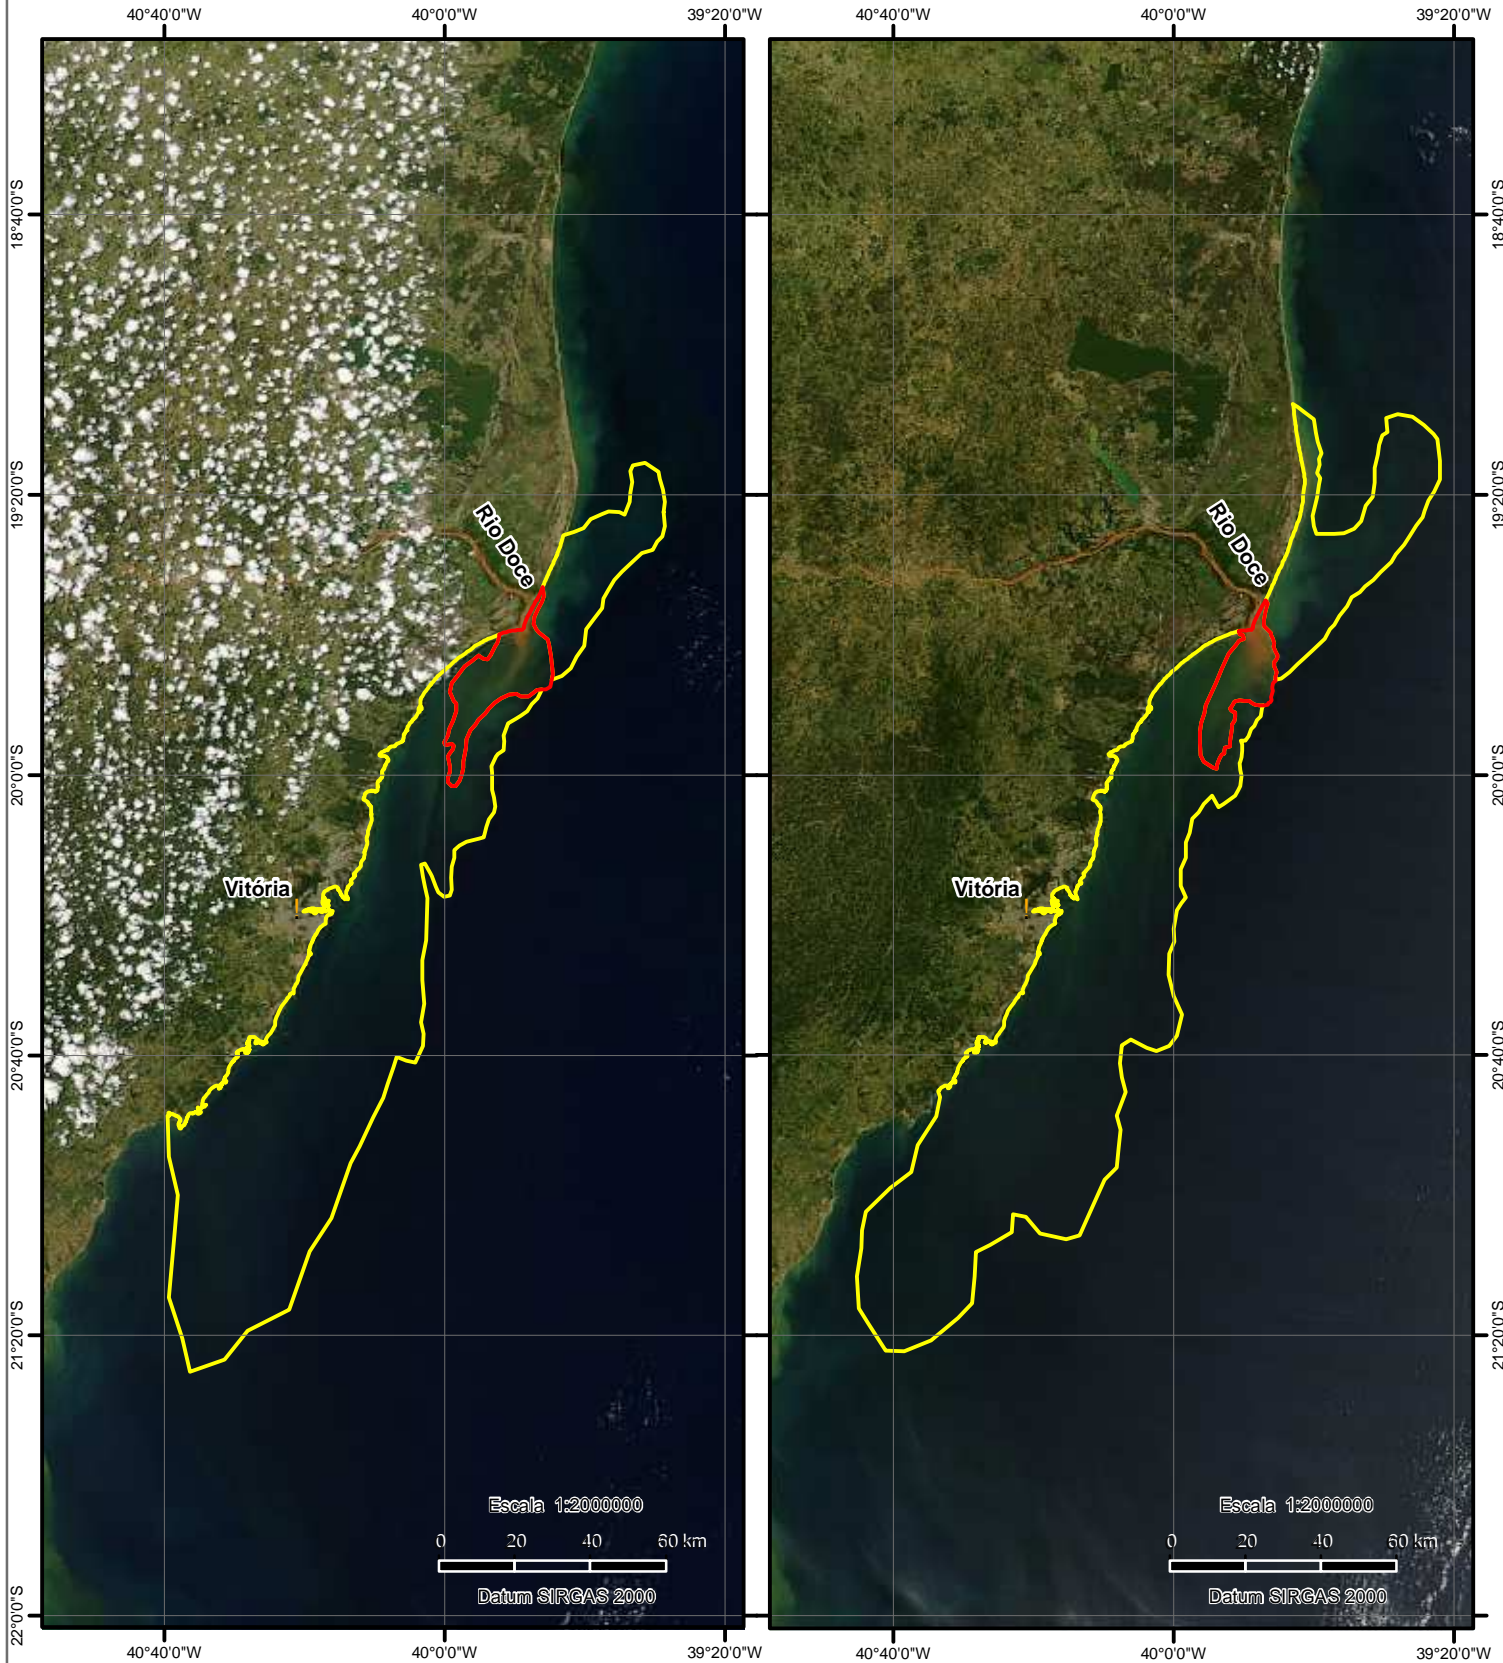 40°40'0"W 40°0'0"W 39°20'0"W 40°40'0"W 40°0'0"W 39°20'0"W
18°40'0"S 18°40'0"S
19°20'0"S 19°20'0"S
Rio Doce Rio Doce
20°0'0"S 20°0'0"S
Vitória Vitória
20°40'0"S 20°40'0"S
21°20'0"S 21°20'0"S
Escala 1:2000000 Escala 1:2000000
0 20 40 60 km 0 20 40 60 km
Datum SIRGAS 2000 Datum SIRGAS 2000
22°0'0"S 22°0'0"S
40°40'0"W 40°0'0"W 39°20'0"W 40°40'0"W 40°0'0"W 39°20'0"W